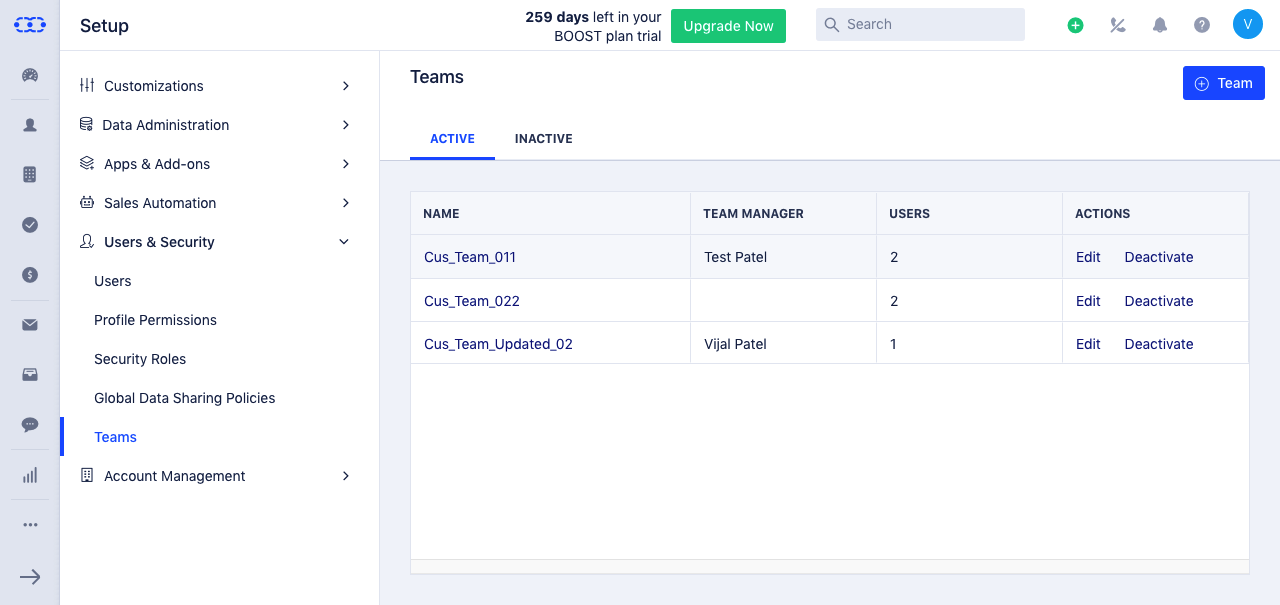 Setup
259 days left in your
BOOST plan trial
Upgrade Now
Search
V
Customizations
Data Administration
Apps & Add-ons
Sales Automation
Users & Security
Users
Profile Permissions
Security Roles
Global Data Sharing Policies
Teams
Account Management
Teams
Team
ACTIVE INACTIVE
NAME TEAM MANAGER USERS ACTIONS
Cus_Team_011 Test Patel 2 Edit Deactivate
Cus_Team_022 2 Edit Deactivate
Cus_Team_Updated_02 Vijal Patel 1 Edit Deactivate